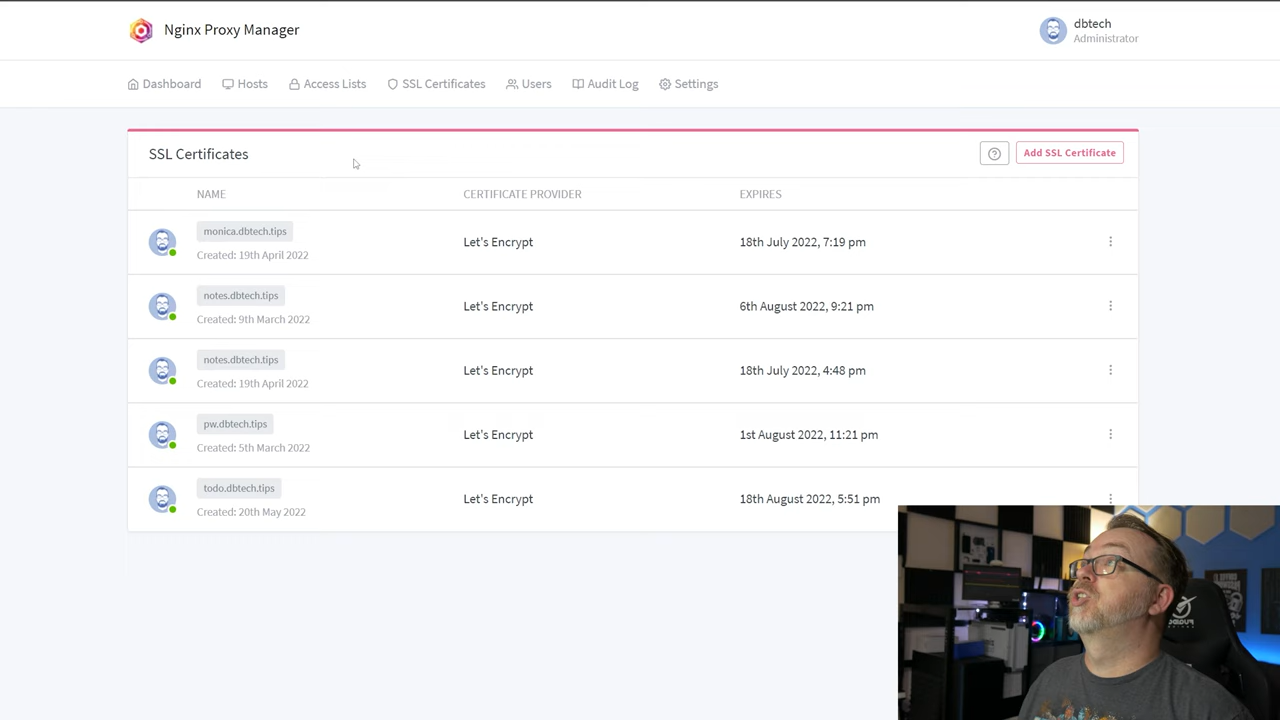 Nginx Proxy Manager
dbtech
Administrator
Dashboard Hosts Access Lists SSL Certificates Users Audit Log Settings
SSL Certificates
Add SSL Certificate
NAME CERTIFICATE PROVIDER EXPIRES
monica.dbtech.tips
Created: 19th April 2022
Let's Encrypt
18th July 2022, 7:19 pm
notes.dbtech.tips
Created: 9th March 2022
Let's Encrypt
6th August 2022, 9:21 pm
notes.dbtech.tips
Created: 19th April 2022
Let's Encrypt
18th July 2022, 4:48 pm
pw.dbtech.tips
Created: 5th March 2022
Let's Encrypt
1st August 2022, 11:21 pm
todo.dbtech.tips
Created: 20th May 2022
Let's Encrypt
18th August 2022, 5:51 pm